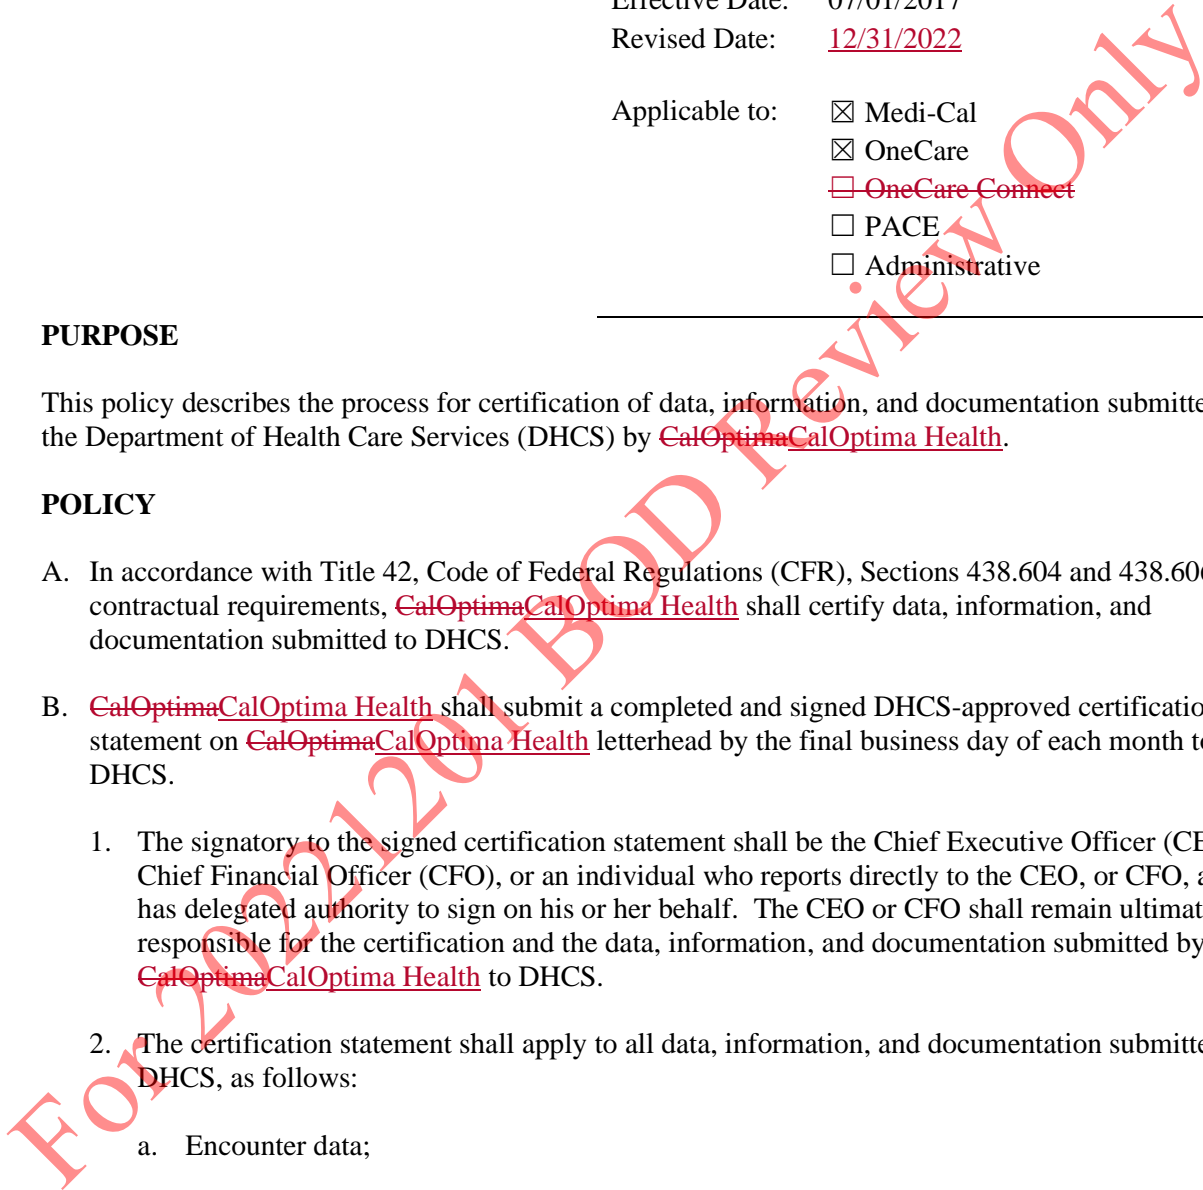 Effective Date: 07/01/2017
Revised Date: 12/31/2022
Applicable to: ☒ Medi-Cal
☒ OneCare
☐ OneCare Connect
☐ PACE
☐ Administrative
PURPOSE
This policy describes the process for certification of data, information, and documentation submitte
the Department of Health Care Services (DHCS) by CalOptimaCalOptima Health.
POLICY
A. In accordance with Title 42, Code of Federal Regulations (CFR), Sections 438.604 and 438.606
contractual requirements, CalOptimaCalOptima Health shall certify data, information, and
documentation submitted to DHCS.
B. CalOptimaCalOptima Health shall submit a completed and signed DHCS-approved certificatio
statement on CalOptimaCalOptima Health letterhead by the final business day of each month to
DHCS.
1. The signatory to the signed certification statement shall be the Chief Executive Officer (CE
Chief Financial Officer (CFO), or an individual who reports directly to the CEO, or CFO, a
has delegated authority to sign on his or her behalf. The CEO or CFO shall remain ultimat
responsible for the certification and the data, information, and documentation submitted by
CalOptimaCalOptima Health to DHCS.
2. The certification statement shall apply to all data, information, and documentation submitte
DHCS, as follows:
a. Encounter data;
For 20221201 BOD Review Only